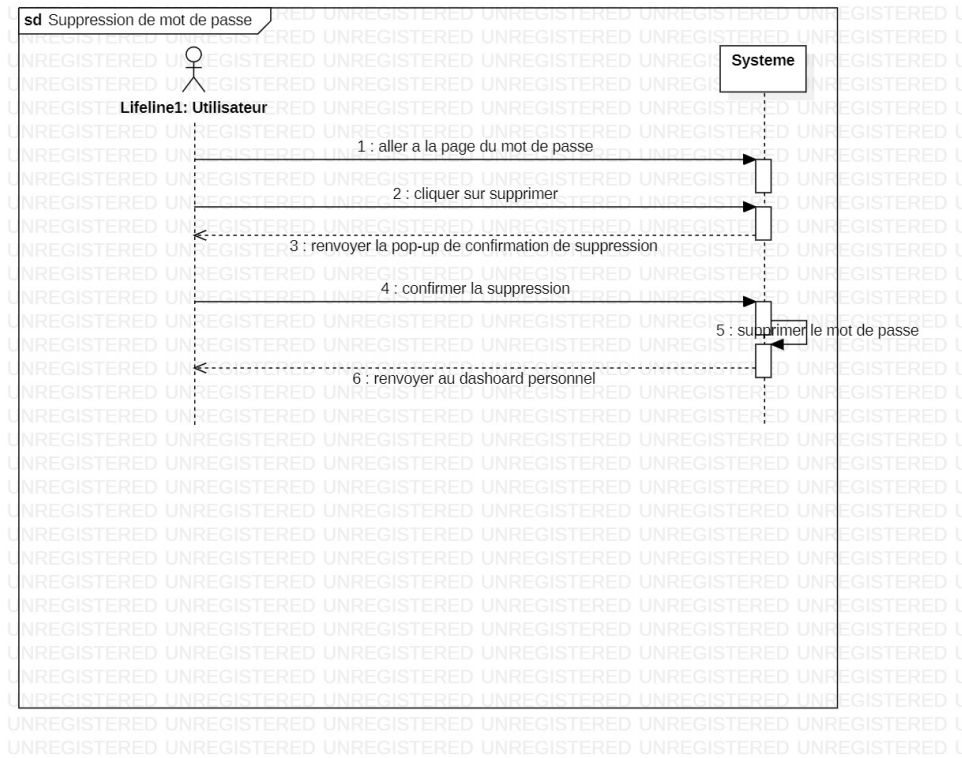 sd Suppression de mot de passe
Lifeline1: Utilisateur
Systeme
1 : aller a la page du mot de passe
2 : cliquer sur supprimer
3 : renvoyer la pop-up de confirmation de suppression
4 : confirmer la suppression
5 : supprimer le mot de passe
6 : renvoyer au dashoard personnel
UNREGISTERED